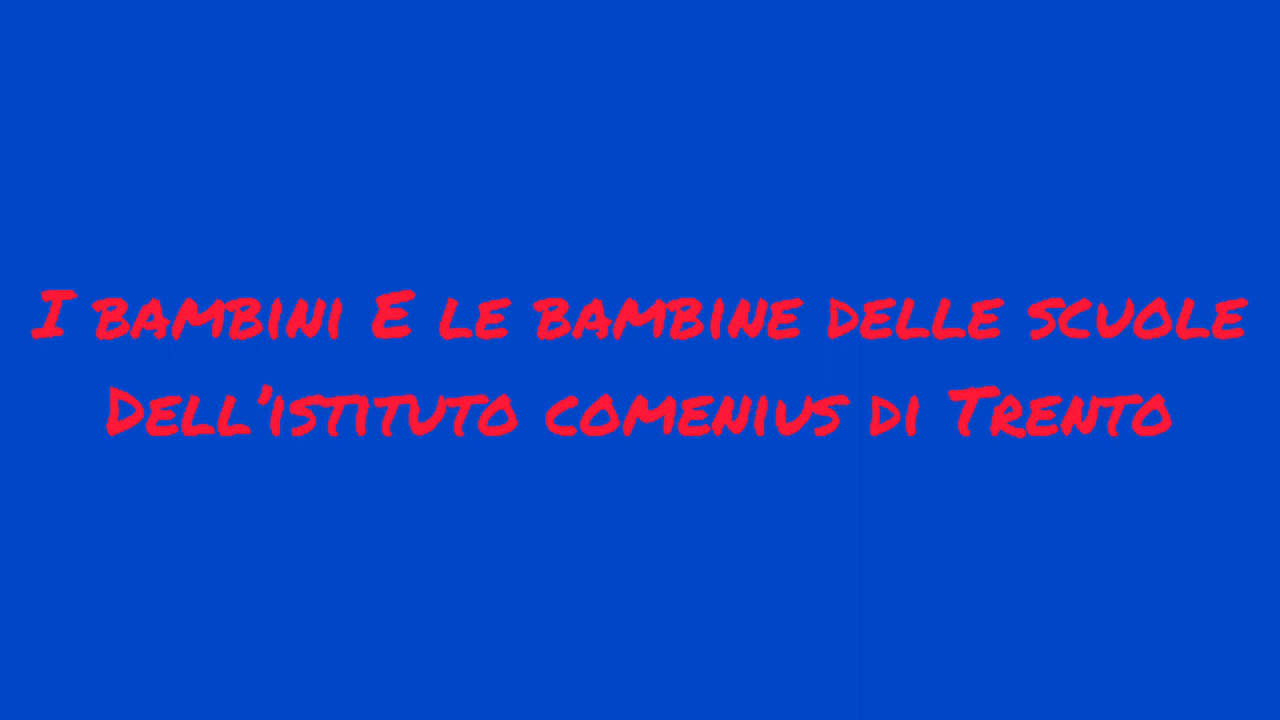 I BAMBINI E LE BAMBINE DELLE SCUOLE
DELL'ISTITUTO COMENIUS DI TRENTO